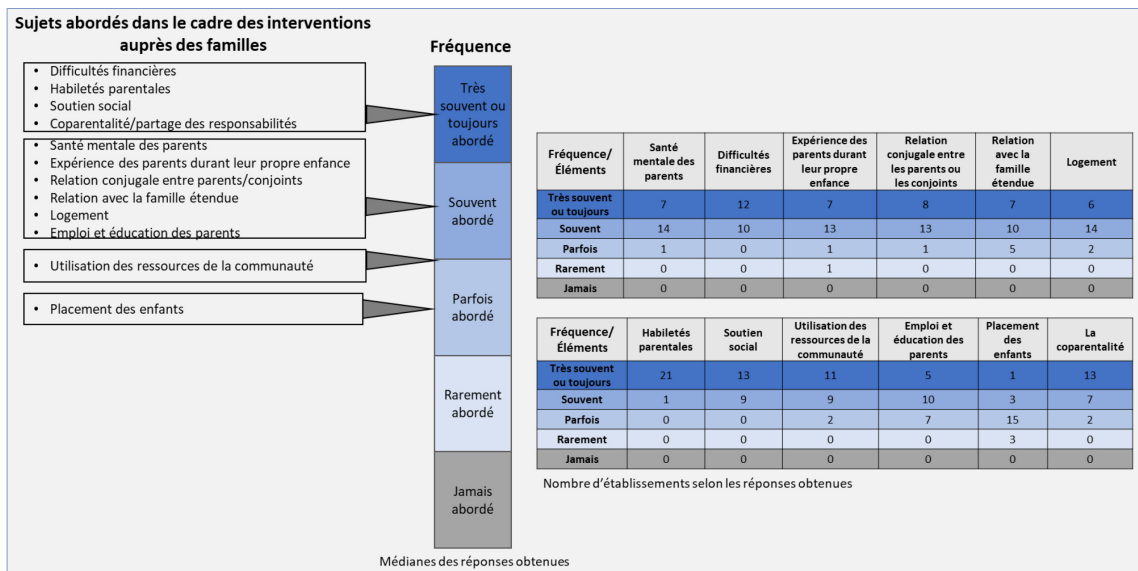 Sujets abordés dans le cadre des interventions
auprès des familles
Fréquence
• Difficultés financières
• Habiletés parentales
• Soutien social
• Coparentalité/partage des responsabilités
• Santé mentale des parents
• Expérience des parents durant leur propre enfance
• Relation conjugale entre parents/conjoints
• Relation avec la famille étendue
• Logement
• Emploi et éducation des parents
• Utilisation des ressources de la communauté
• Placement des enfants
Très
souvent ou
toujours
abordé
Souvent
abordé
Parfois
abordé
Rarement
abordé
Jamais
abordé
Médianes des réponses obtenues
Fréquence/
Éléments
Santé
mentale des
parents
Difficultés
financières
Expérience des
parents durant
leur propre
enfance
Relation
conjugale entre
les parents ou
les conjoints
Relation
avec la
famille
étendue
Logement
Très souvent
ou toujours
7 12 7 8 7 6
Souvent 14 10 13 13 10 14
Parfois 1 0 1 1 5 2
Rarement 0 0 1 0 0 0
Jamais 0 0 0 0 0 0
Fréquence/
Éléments
Habiletés
parentales
Soutien
social
Utilisation des
ressources de la
communauté
Emploi et
éducation des
parents
Placement
des
enfants
La
coparentalité
Très souvent
ou toujours
21 13 11 5 1 13
Souvent 1 9 9 10 3 7
Parfois 0 0 2 7 15 2
Rarement 0 0 0 0 3 0
Jamais 0 0 0 0 0 0
Nombre d'établissements selon les réponses obtenues